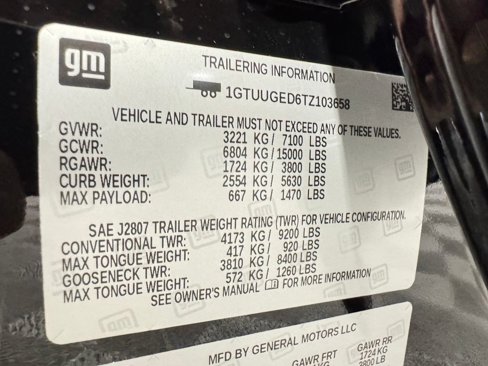 gm
TRAILERING INFORMATION
1GTUUGED6TZ103658
VEHICLE AND TRAILER MUST NOT EXCEED ANY OF THESE VALUES.
GVWR: 3221 KG / 7100 LBS
GCWR: 6804 KG / 15000 LBS
RGAWR: 1724 KG / 3800 LBS
CURB WEIGHT: 2554 KG / 5630 LBS
MAX PAYLOAD: 667 KG / 1470 LBS
SAE J2807 TRAILER WEIGHT RATING (TWR) FOR VEHICLE CONFIGURATION.
CONVENTIONAL TWR: 4173 KG / 9200 LBS
MAX TONGUE WEIGHT: 417 KG / 920 LBS
GOOSENECK TWR: 3810 KG / 8400 LBS
MAX TONGUE WEIGHT: 572 KG / 1260 LBS
SEE OWNER'S MANUAL FOR MORE INFORMATION
MFD BY GENERAL MOTORS LLC
GAWR FRT GAWR RR
1724 KG
3800 LB